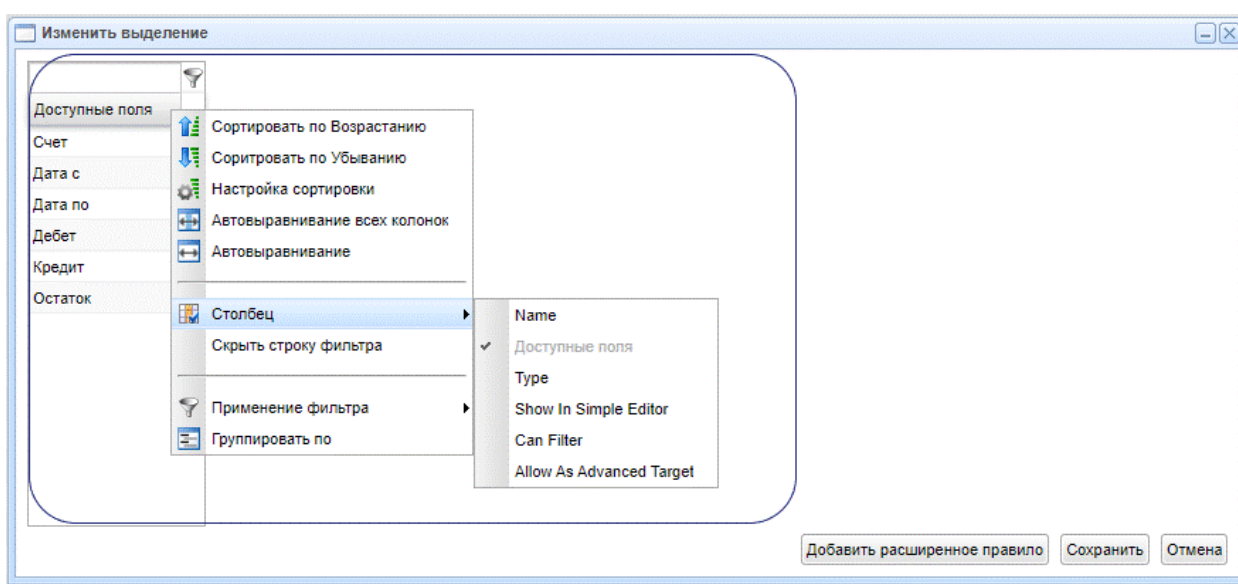 Изменить выделение
Доступные поля
Счет
Дата с
Дата по
Дебет
Кредит
Остаток
Сортировать по Возрастанию
Соритровать по Убыванию
Настройка сортировки
Автовыравнивание всех колонок
Автовыравнивание
Столбец
Скрыть строку фильтра
Применение фильтра
Группировать по
Name
Доступные поля
Type
Show In Simple Editor
Can Filter
Allow As Advanced Target
Добавить расширенное правило Сохранить Отмена